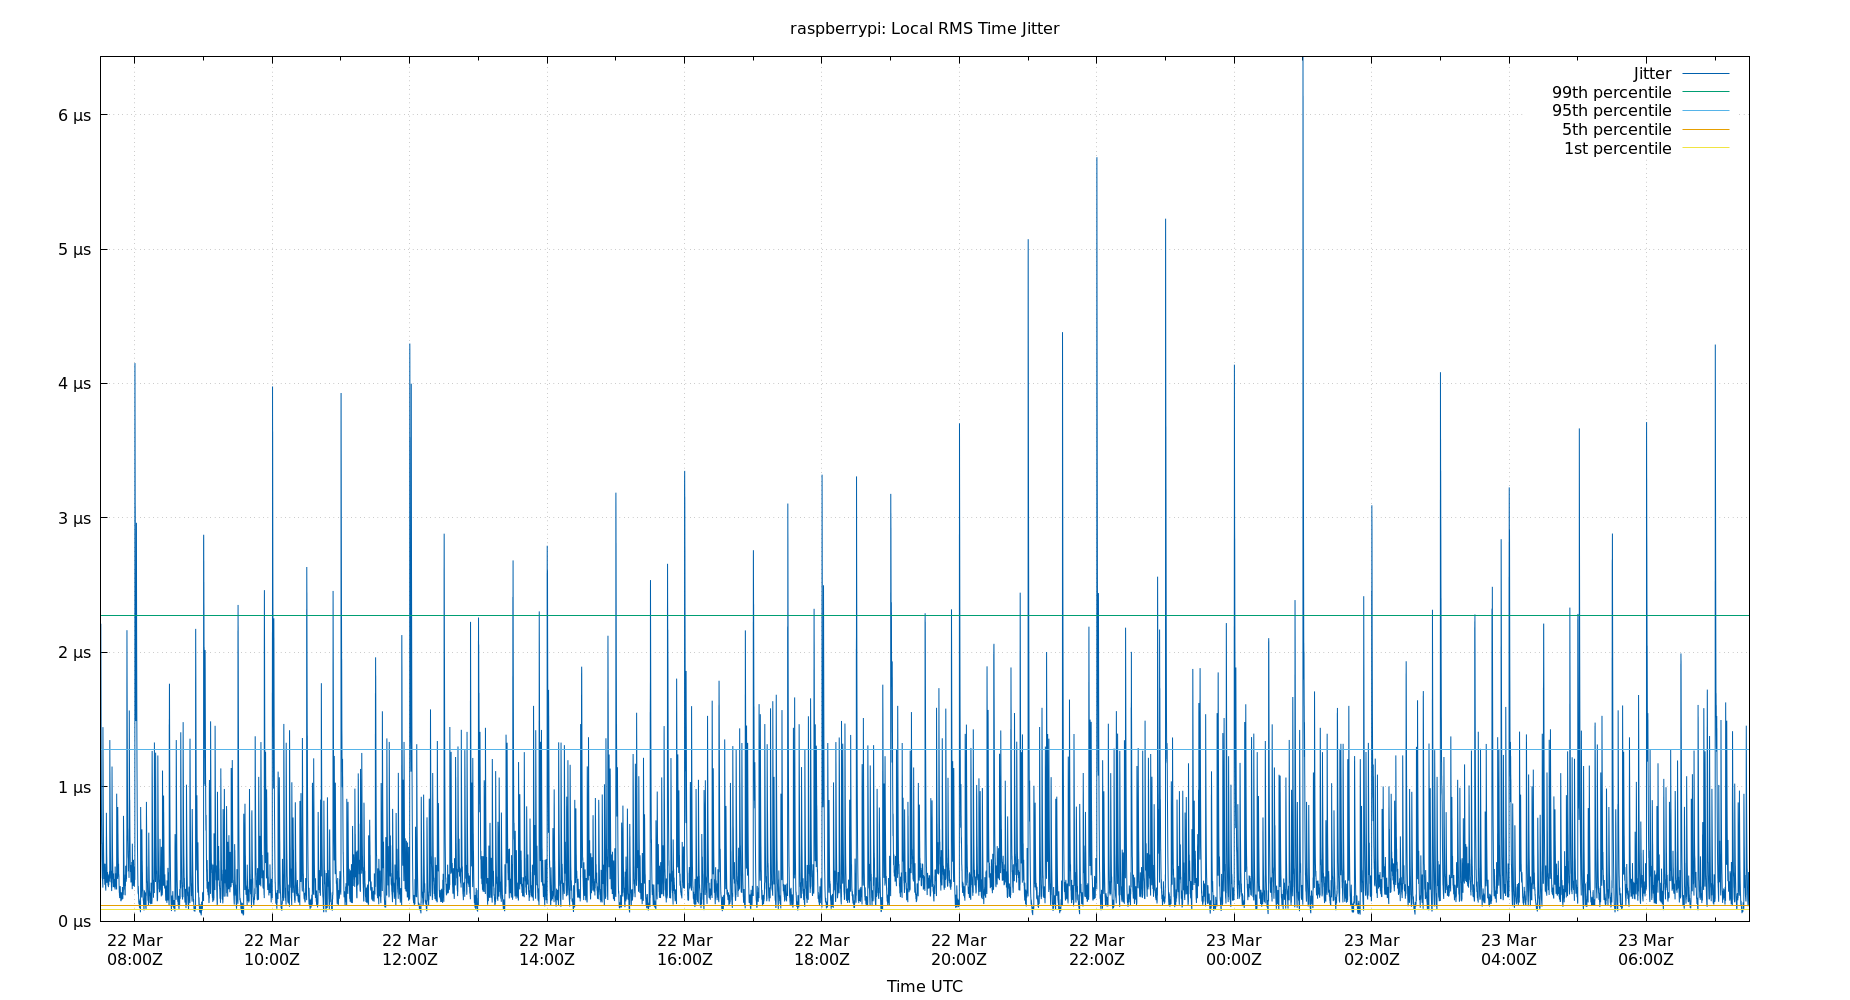 raspberrypi: Local RMS Time Jitter
Jitter
99th percentile
95th percentile
5th percentile
1st percentile
6 µs
5 µs
4 µs
3 µs
2 µs
1 µs
0 µs
22 Mar 22 Mar 22 Mar 22 Mar 22 Mar 22 Mar 22 Mar 22 Mar 23 Mar 23 Mar 23 Mar 23 Mar
08:00Z 10:00Z 12:00Z 14:00Z 16:00Z 18:00Z 20:00Z 22:00Z 00:00Z 02:00Z 04:00Z 06:00Z
Time UTC